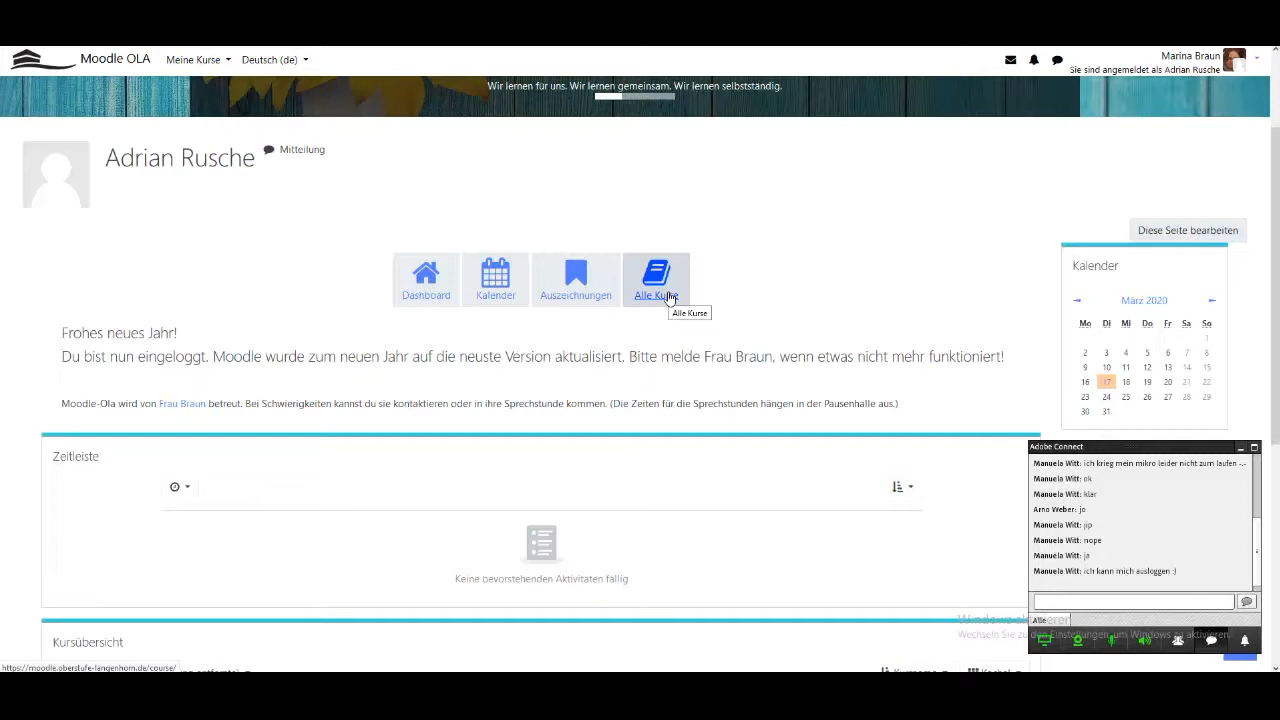 Moodle OLA Meine Kurse Deutsch (de)
Marina Braun
Sie sind angemeldet als Adrian Rusche
Wir lernen für uns. Wir lernen gemeinsam. Wir lernen selbstständig.
Adrian Rusche Mitteilung
Diese Seite bearbeiten
Dashboard Kalender Auszeichnungen Alle Kurse
Alle Kurse
Kalender
März 2020
Mo Di Mi Do Fr Sa So
1
2 3 4 5 6 7 8
9 10 11 12 13 14 15
16 17 18 19 20 21 22
23 24 25 26 27 28 29
30 31
Frohes neues Jahr!
Du bist nun eingeloggt. Moodle wurde zum neuen Jahr auf die neuste Version aktualisiert. Bitte melde Frau Braun, wenn etwas nicht mehr funktioniert!
Moodle-Ola wird von Frau Braun betreut. Bei Schwierigkeiten kannst du sie kontaktieren oder in ihre Sprechstunde kommen. (Die Zeiten für die Sprechstunden hängen in der Pausenhalle aus.)
Zeitleiste
Keine bevorstehenden Aktivitäten fällig
Kursübersicht
Adobe Connect
Manuela Witt: ich krieg mein mikro leider nicht zum laufen -.-
Manuela Witt: ok
Manuela Witt: klar
Arno Weber: jo
Manuela Witt: jip
Manuela Witt: nope
Manuela Witt: ja
Manuela Witt: ich kann mich ausloggen :)
Alle
Wechseln Sie zu den Einstellungen, um Windows zu aktivieren.
https://moodle.oberstufe-langenhorn.de/course/